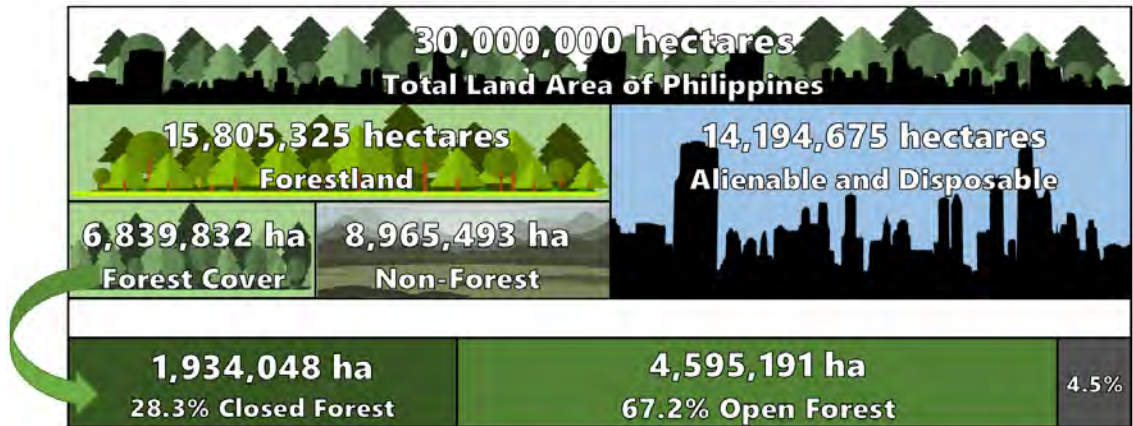 30,000,000 hectares
Total Land Area of Philippines
15,805,325 hectares
Forestland
14,194,675 hectares
Alienable and Disposable
6,839,832 ha
Forest Cover
8,965,493 ha
Non-Forest
1,934,048 ha
28.3% Closed Forest
4,595,191 ha
67.2% Open Forest
4.5%